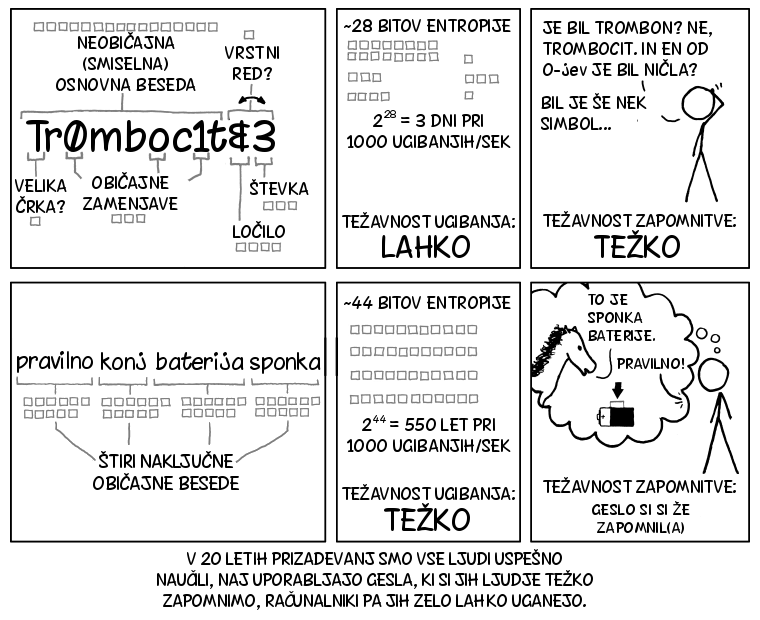 NEOBIČAJNA
(SMISELNA)
OSNOVNA BESEDA
VRSTNI
RED?
Tr0mboc1t&3
VELIKA
ČRKA?
OBIČAJNE
ZAMENJAVE
ŠTEVKA
LOČILO
~28 BITOV ENTROPIJE
2²⁸ = 3 DNI PRI
1000 UGIBANJIH/SEK
TEŽAVNOST UGIBANJA:
LAHKO
JE BIL TROMBON? NE,
TROMBOCIT. IN EN OD
O-jev JE BIL NIČLA?
BIL JE ŠE NEK
SIMBOL...
TEŽAVNOST ZAPOMNITVE:
TEŽKO
pravilno konj baterija sponka
ŠTIRI NAKLJUČNE
OBIČAJNE BESEDE
~44 BITOV ENTROPIJE
2⁴⁴ = 550 LET PRI
1000 UGIBANJIH/SEK
TEŽAVNOST UGIBANJA:
TEŽKO
TO JE
SPONKA
BATERIJE.
PRAVILNO!
+
TEŽAVNOST ZAPOMNITVE:
GESLO SI SI ŽE
ZAPOMNIL(A)
V 20 LETIH PRIZADEVANJ SMO VSE LJUDI USPEŠNO
NAUČILI, NAJ UPORABLJAJO GESLA, KI SI JIH LJUDJE TEŽKO
ZAPOMNIMO, RAČUNALNIKI PA JIH ZELO LAHKO UGANEJO.